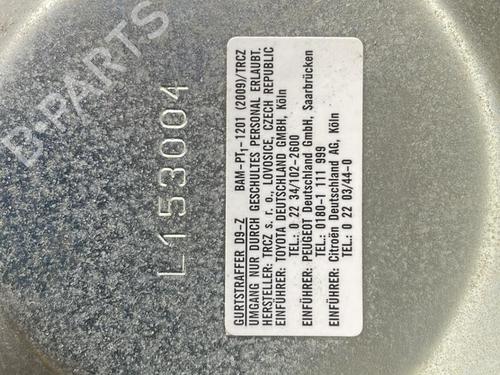 B-PARTS
L153004
GURTSTRAFFER D9-Z BAM-PT₁-1201 (2009)/TRCZ
UMGANG NUR DURCH GESCHULTES PERSONAL ERLAUBT.
HERSTELLER: TRCZ s. r. o., LOVOSICE, CZECH REPUBLIC
EINFÜHRER: TOYOTA DEUTSCHLAND GMBH, Köln
TEL.: 0 22 34/102-2600
EINFÜHRER: PEUGEOT Deutschland GmbH, Saarbrücken
TEL.: 0180-1 111 999
EINFÜHRER: Citroën Deutschland AG, Köln
TEL.: 0 22 03/44-0